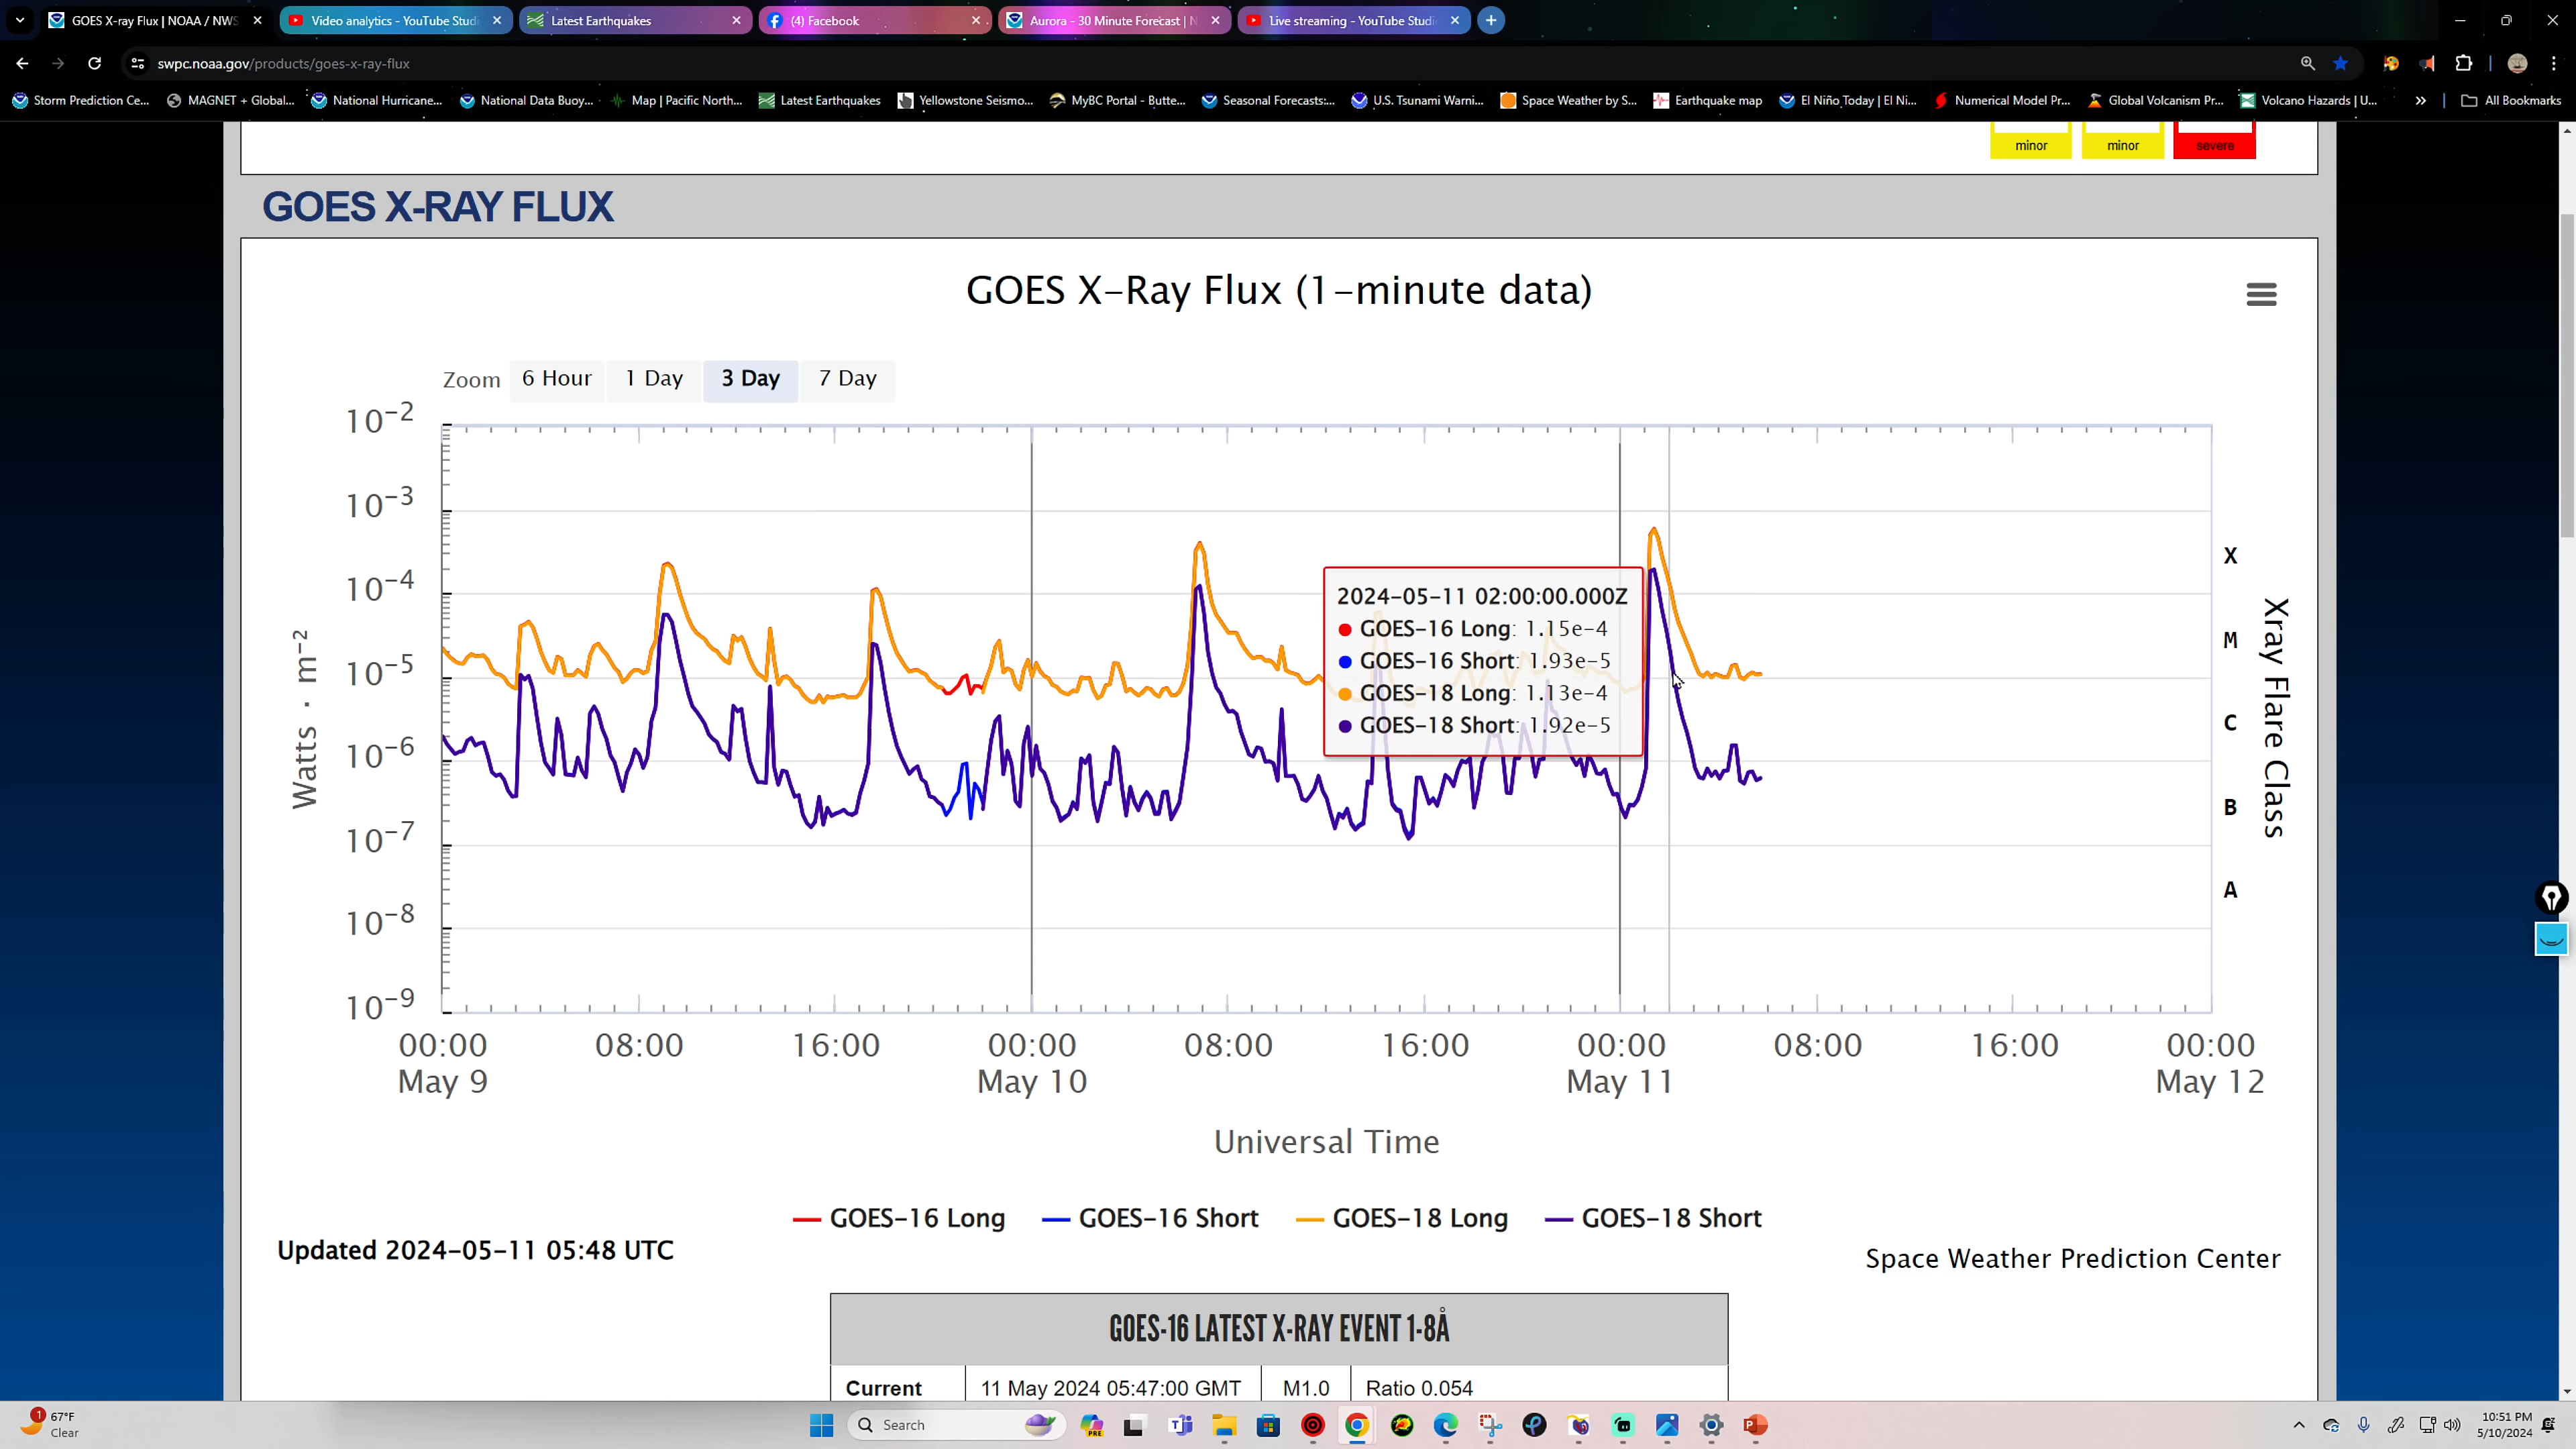 GOES X-ray Flux | NOAA / NWS
Video analytics - YouTube Studi
Latest Earthquakes
(4) Facebook
Aurora - 30 Minute Forecast | N
Live streaming - YouTube Studi
swpc.noaa.gov/products/goes-x-ray-flux
Storm Prediction Ce...
MAGNET + Global...
National Hurricane...
National Data Buoy...
Map | Pacific North...
Latest Earthquakes
Yellowstone Seismo...
MyBC Portal - Butte...
Seasonal Forecasts:...
U.S. Tsunami Warni...
Space Weather by S...
Earthquake map
El Niño Today | El Ni...
Numerical Model Pr...
Global Volcanism Pr...
Volcano Hazards | U...
All Bookmarks
minor
minor
severe
GOES X-RAY FLUX
GOES X-Ray Flux (1-minute data)
Zoom 6 Hour 1 Day 3 Day 7 Day
10⁻²
10⁻³
10⁻⁴
10⁻⁵
10⁻⁶
10⁻⁷
10⁻⁸
10⁻⁹
Watts · m⁻²
2024-05-11 02:00:00.000Z
GOES-16 Long: 1.15e-4
GOES-16 Short: 1.93e-5
GOES-18 Long: 1.13e-4
GOES-18 Short: 1.92e-5
X
M
C
B
A
Xray Flare Class
00:00 08:00 16:00 00:00 08:00 16:00 00:00 08:00 16:00 00:00
May 9 May 10 May 11 May 12
Universal Time
GOES-16 Long GOES-16 Short GOES-18 Long GOES-18 Short
Updated 2024-05-11 05:48 UTC
Space Weather Prediction Center
GOES-16 LATEST X-RAY EVENT 1-8Å
Current 11 May 2024 05:47:00 GMT M1.0 Ratio 0.054
1
67°F
Clear
Search
PRE
10:51 PM
5/10/2024